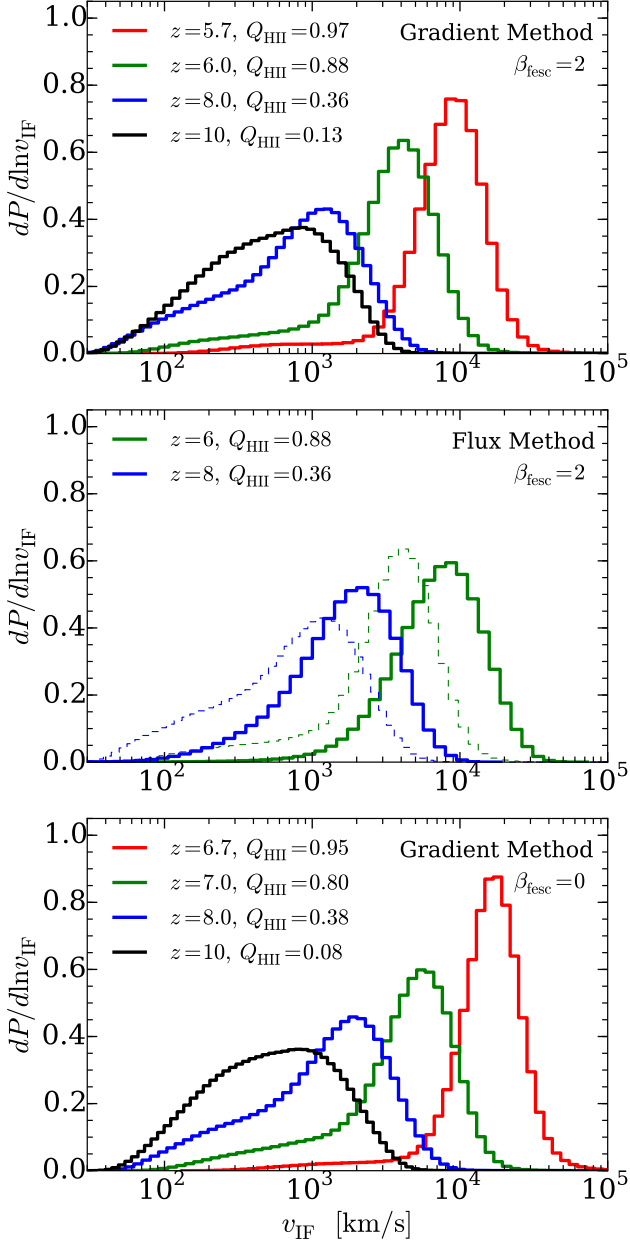 1.0
0.8
0.6
0.4
0.2
0.0
dP/dlnv_IF
z=5.7, Q_HII=0.97
z=6.0, Q_HII=0.88
z=8.0, Q_HII=0.36
z=10, Q_HII=0.13
Gradient Method
β_fesc=2
10^2 10^3 10^4 10^5
1.0
0.8
0.6
0.4
0.2
0.0
dP/dlnv_IF
z=6, Q_HII=0.88
z=8, Q_HII=0.36
Flux Method
β_fesc=2
10^2 10^3 10^4 10^5
1.0
0.8
0.6
0.4
0.2
0.0
dP/dlnv_IF
z=6.7, Q_HII=0.95
z=7.0, Q_HII=0.80
z=8.0, Q_HII=0.38
z=10, Q_HII=0.08
Gradient Method
β_fesc=0
10^2 10^3 10^4 10^5
v_IF [km/s]